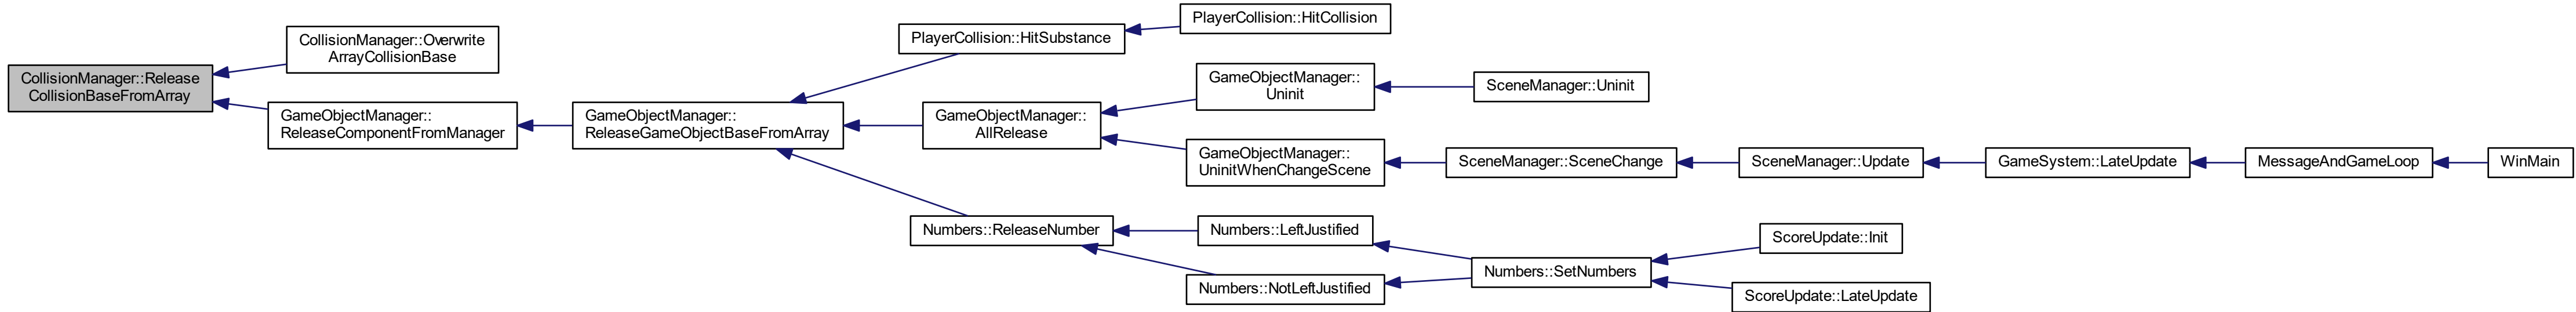 CollisionManager::Release
CollisionBaseFromArray
CollisionManager::Overwrite
ArrayCollisionBase
GameObjectManager::
ReleaseComponentFromManager
GameObjectManager::
ReleaseGameObjectBaseFromArray
PlayerCollision::HitSubstance
PlayerCollision::HitCollision
GameObjectManager::
AllRelease
GameObjectManager::
Uninit
SceneManager::Uninit
GameObjectManager::
UninitWhenChangeScene
SceneManager::SceneChange
SceneManager::Update
GameSystem::LateUpdate
MessageAndGameLoop
WinMain
Numbers::ReleaseNumber
Numbers::LeftJustified
Numbers::NotLeftJustified
Numbers::SetNumbers
ScoreUpdate::Init
ScoreUpdate::LateUpdate